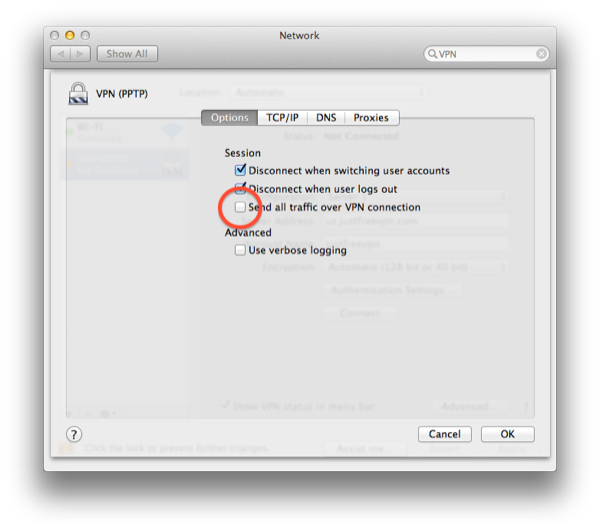 Network
Show All
VPN
VPN (PPTP)
Location: Automatic
Options TCP/IP DNS Proxies
Wi-Fi
Status: Not Connected
Session
Disconnect when switching user accounts
Disconnect when user logs out
Send all traffic over VPN connection
Advanced
Use verbose logging
Encryption: Automatic (128 bit or 40 bit)
Authentication Settings...
Connect
Show VPN status in menu bar
Advanced...
?
? Cancel OK
Click the lock to prevent further changes.
Assist me...